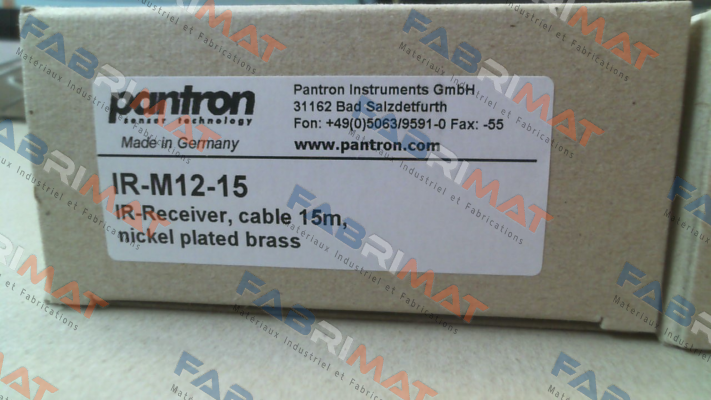 pantron
sensor technology
Made in Germany
Pantron Instruments GmbH
31162 Bad Salzdetfurth
Fon: +49(0)5063/9591-0 Fax: -55
www.pantron.com
IR-M12-15
IR-Receiver, cable 15m,
nickel plated brass
FABRIMAT
Materiaux Industriel et Fabrications